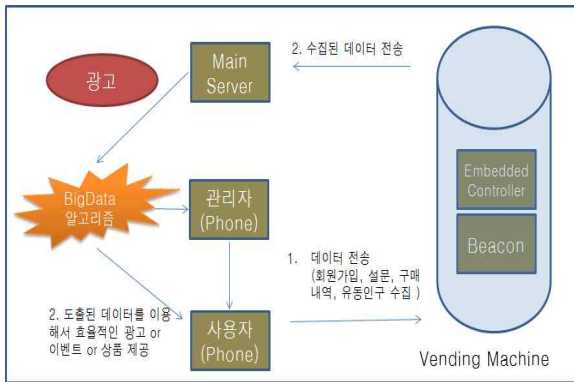 광고
Main
Server
2. 수집된 데이터 전송
BigData
알고리즘
관리자
(Phone)
Embedded
Controller
Beacon
1. 데이터 전송
(회원가입, 설문, 구매
내역, 유동인구 수집 )
2. 도출된 데이터를 이용
해서 효율적인 광고 or
이벤트 or 상품 제공
사용자
(Phone)
Vending Machine